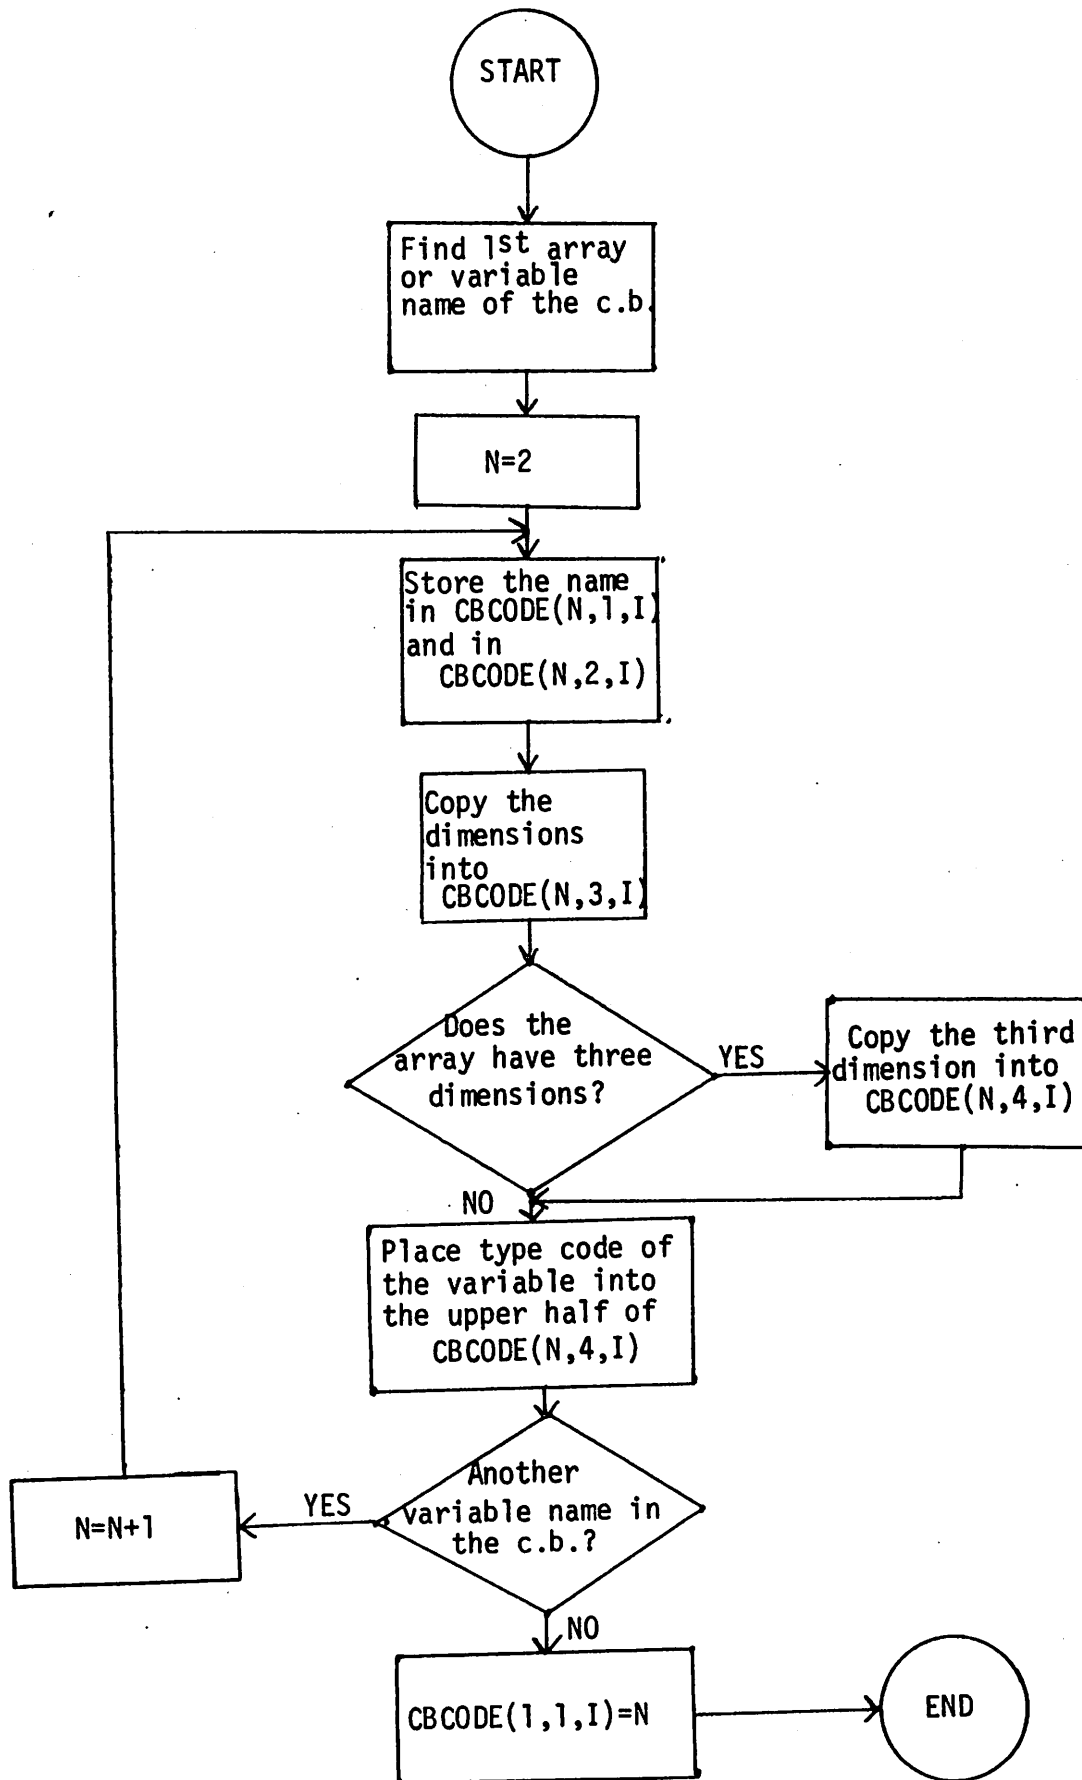 START
Find 1st array
or variable
name of the c.b.
N=2
Store the name
in CBCODE(N,1,I)
and in
CBCODE(N,2,I)
Copy the
dimensions
into
CBCODE(N,3,I)
Does the
array have three
dimensions?
YES
Copy the third
dimension into
CBCODE(N,4,I)
NO
Place type code of
the variable into
the upper half of
CBCODE(N,4,I)
Another
variable name in
the c.b.?
YES
N=N+1
NO
CBCODE(1,1,I)=N
END